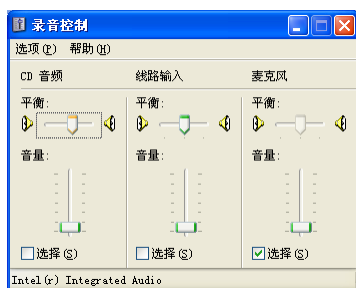 录音控制
选项(P) 帮助(H)
CD 音频 线路输入 麦克风
平衡: 平衡: 平衡:
音量: 音量: 音量:
选择(S) 选择(S) 选择(S)
Intel(r) Integrated Audio